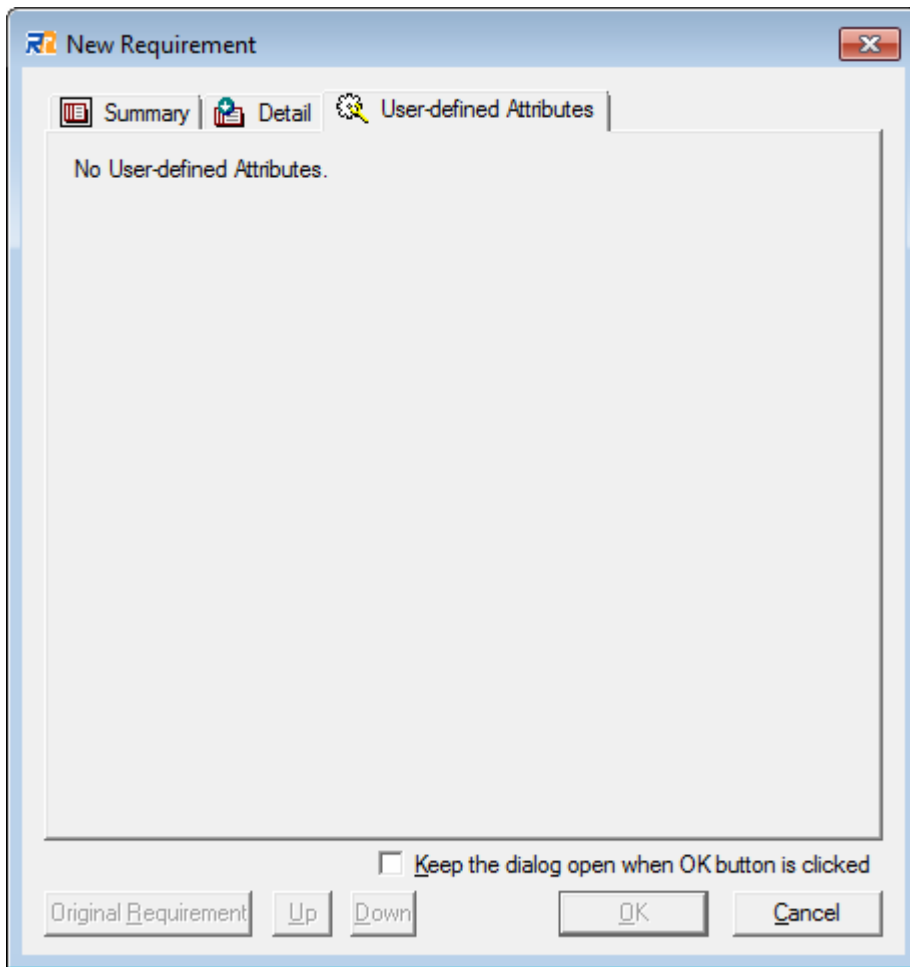 New Requirement
Summary Detail User-defined Attributes
No User-defined Attributes.
Keep the dialog open when OK button is clicked
Original Requirement Up Down OK Cancel